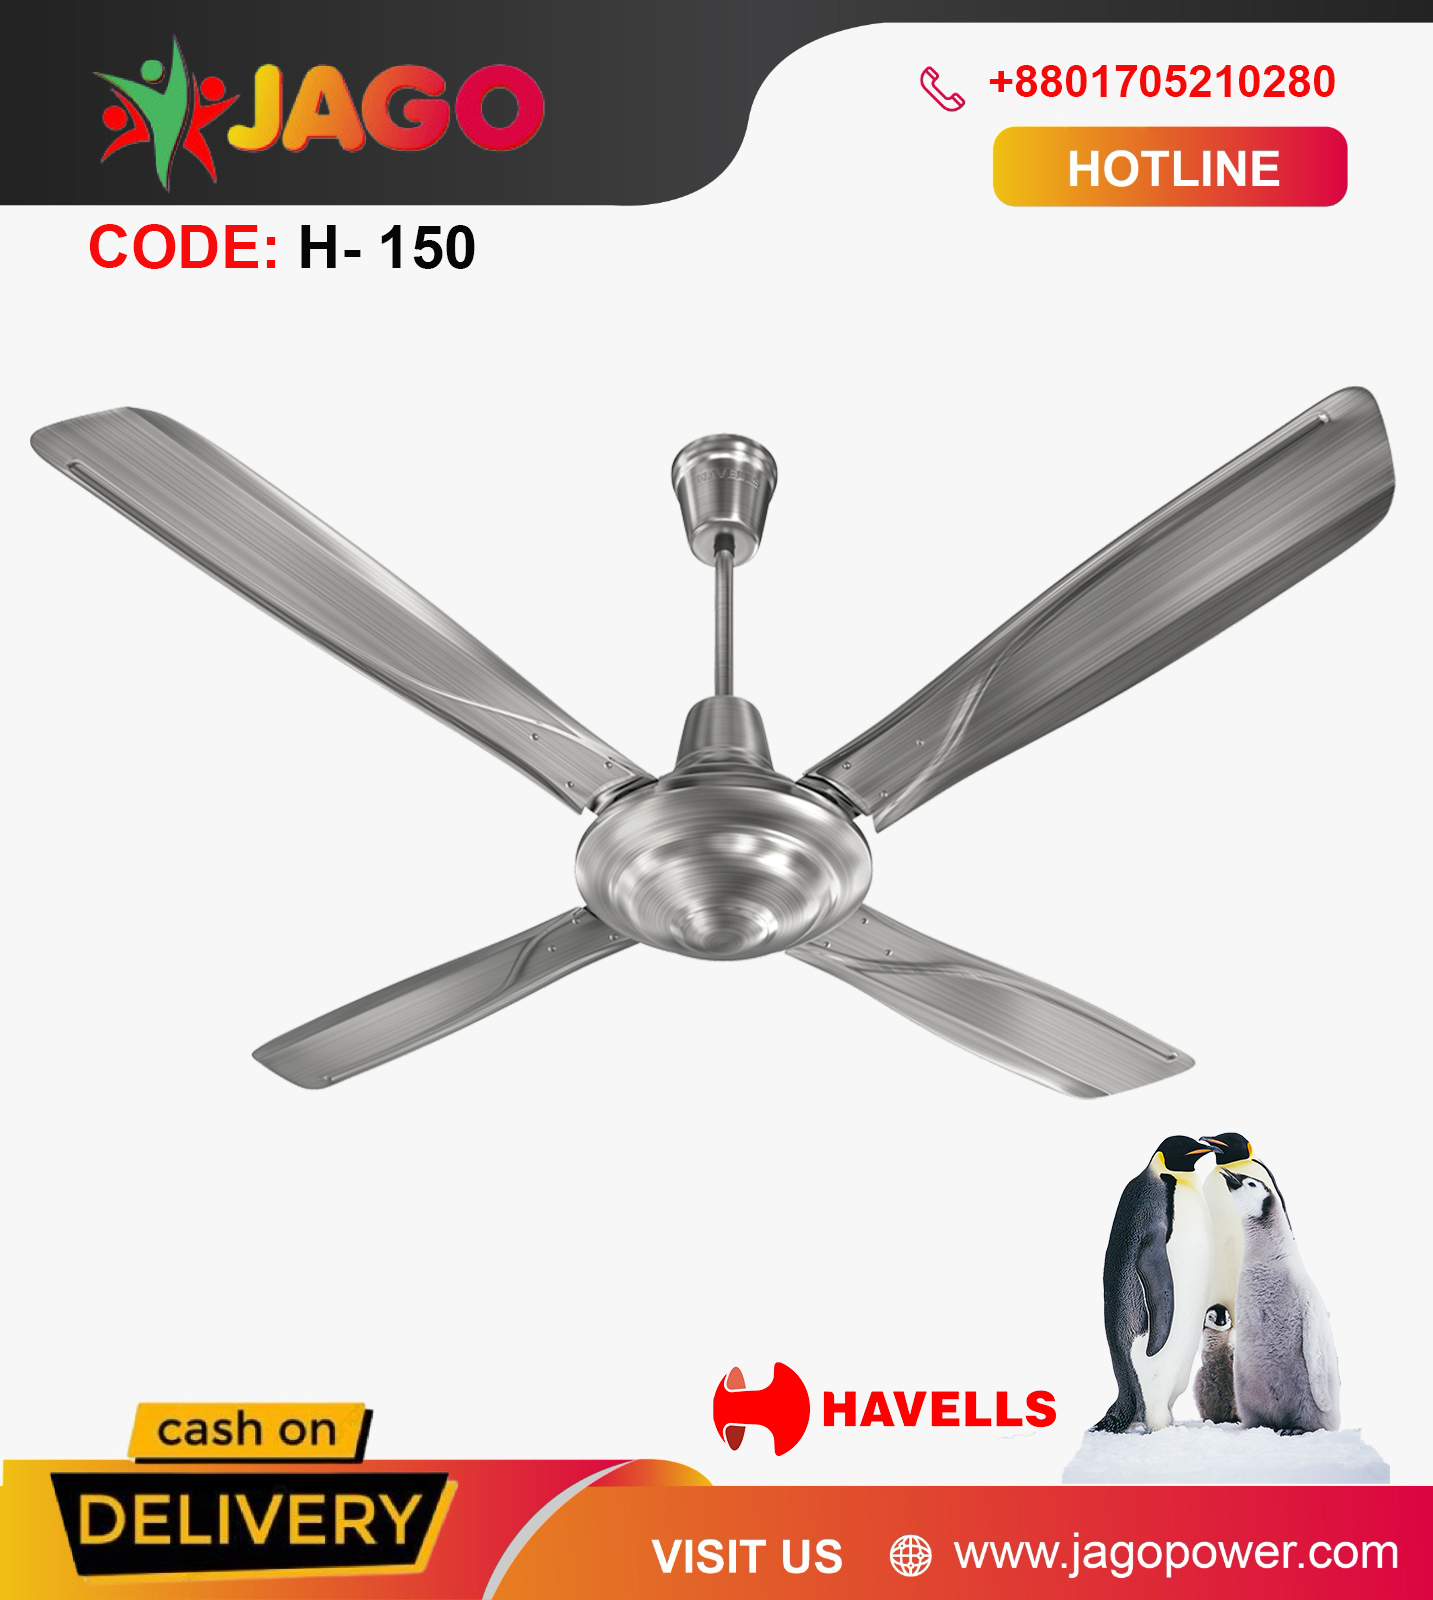 JAGO
+8801705210280
HOTLINE
CODE: H- 150
HAVELLS
HAVELLS
cash on
DELIVERY
VISIT US
www.jagopower.com